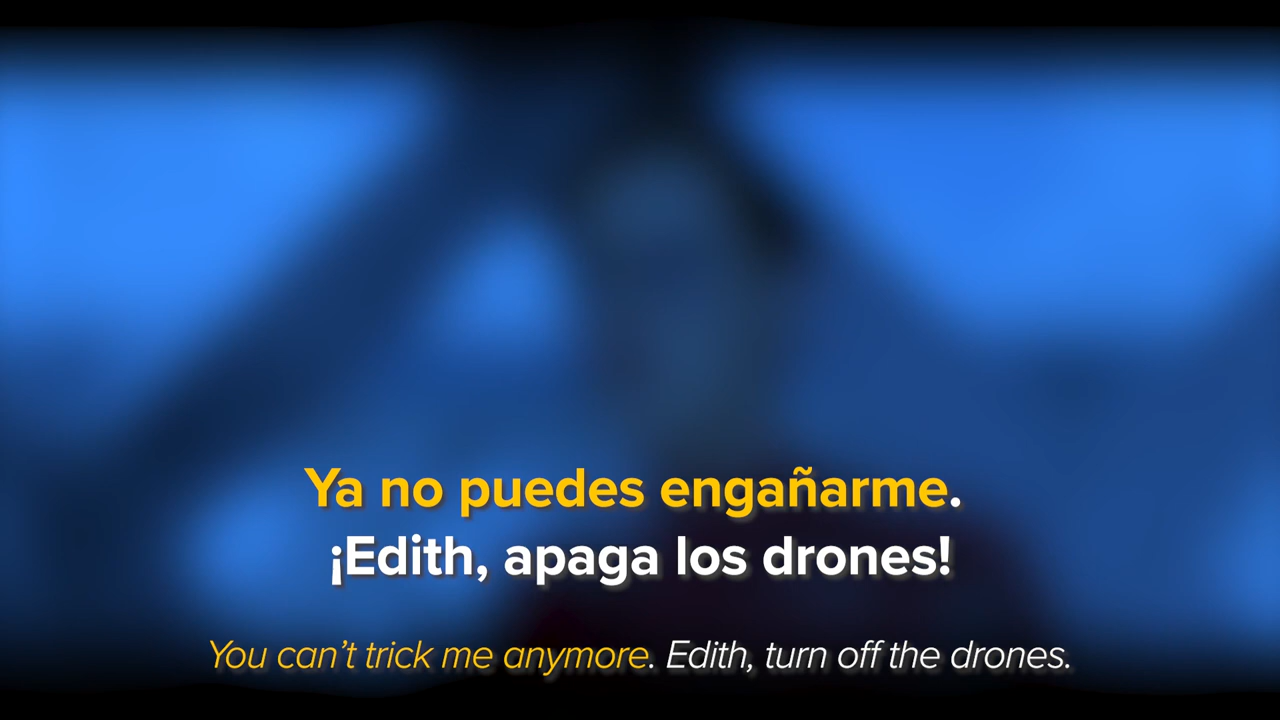 Ya no puedes engañarme.
¡Edith, apaga los drones!
You can’t trick me anymore. Edith, turn off the drones.